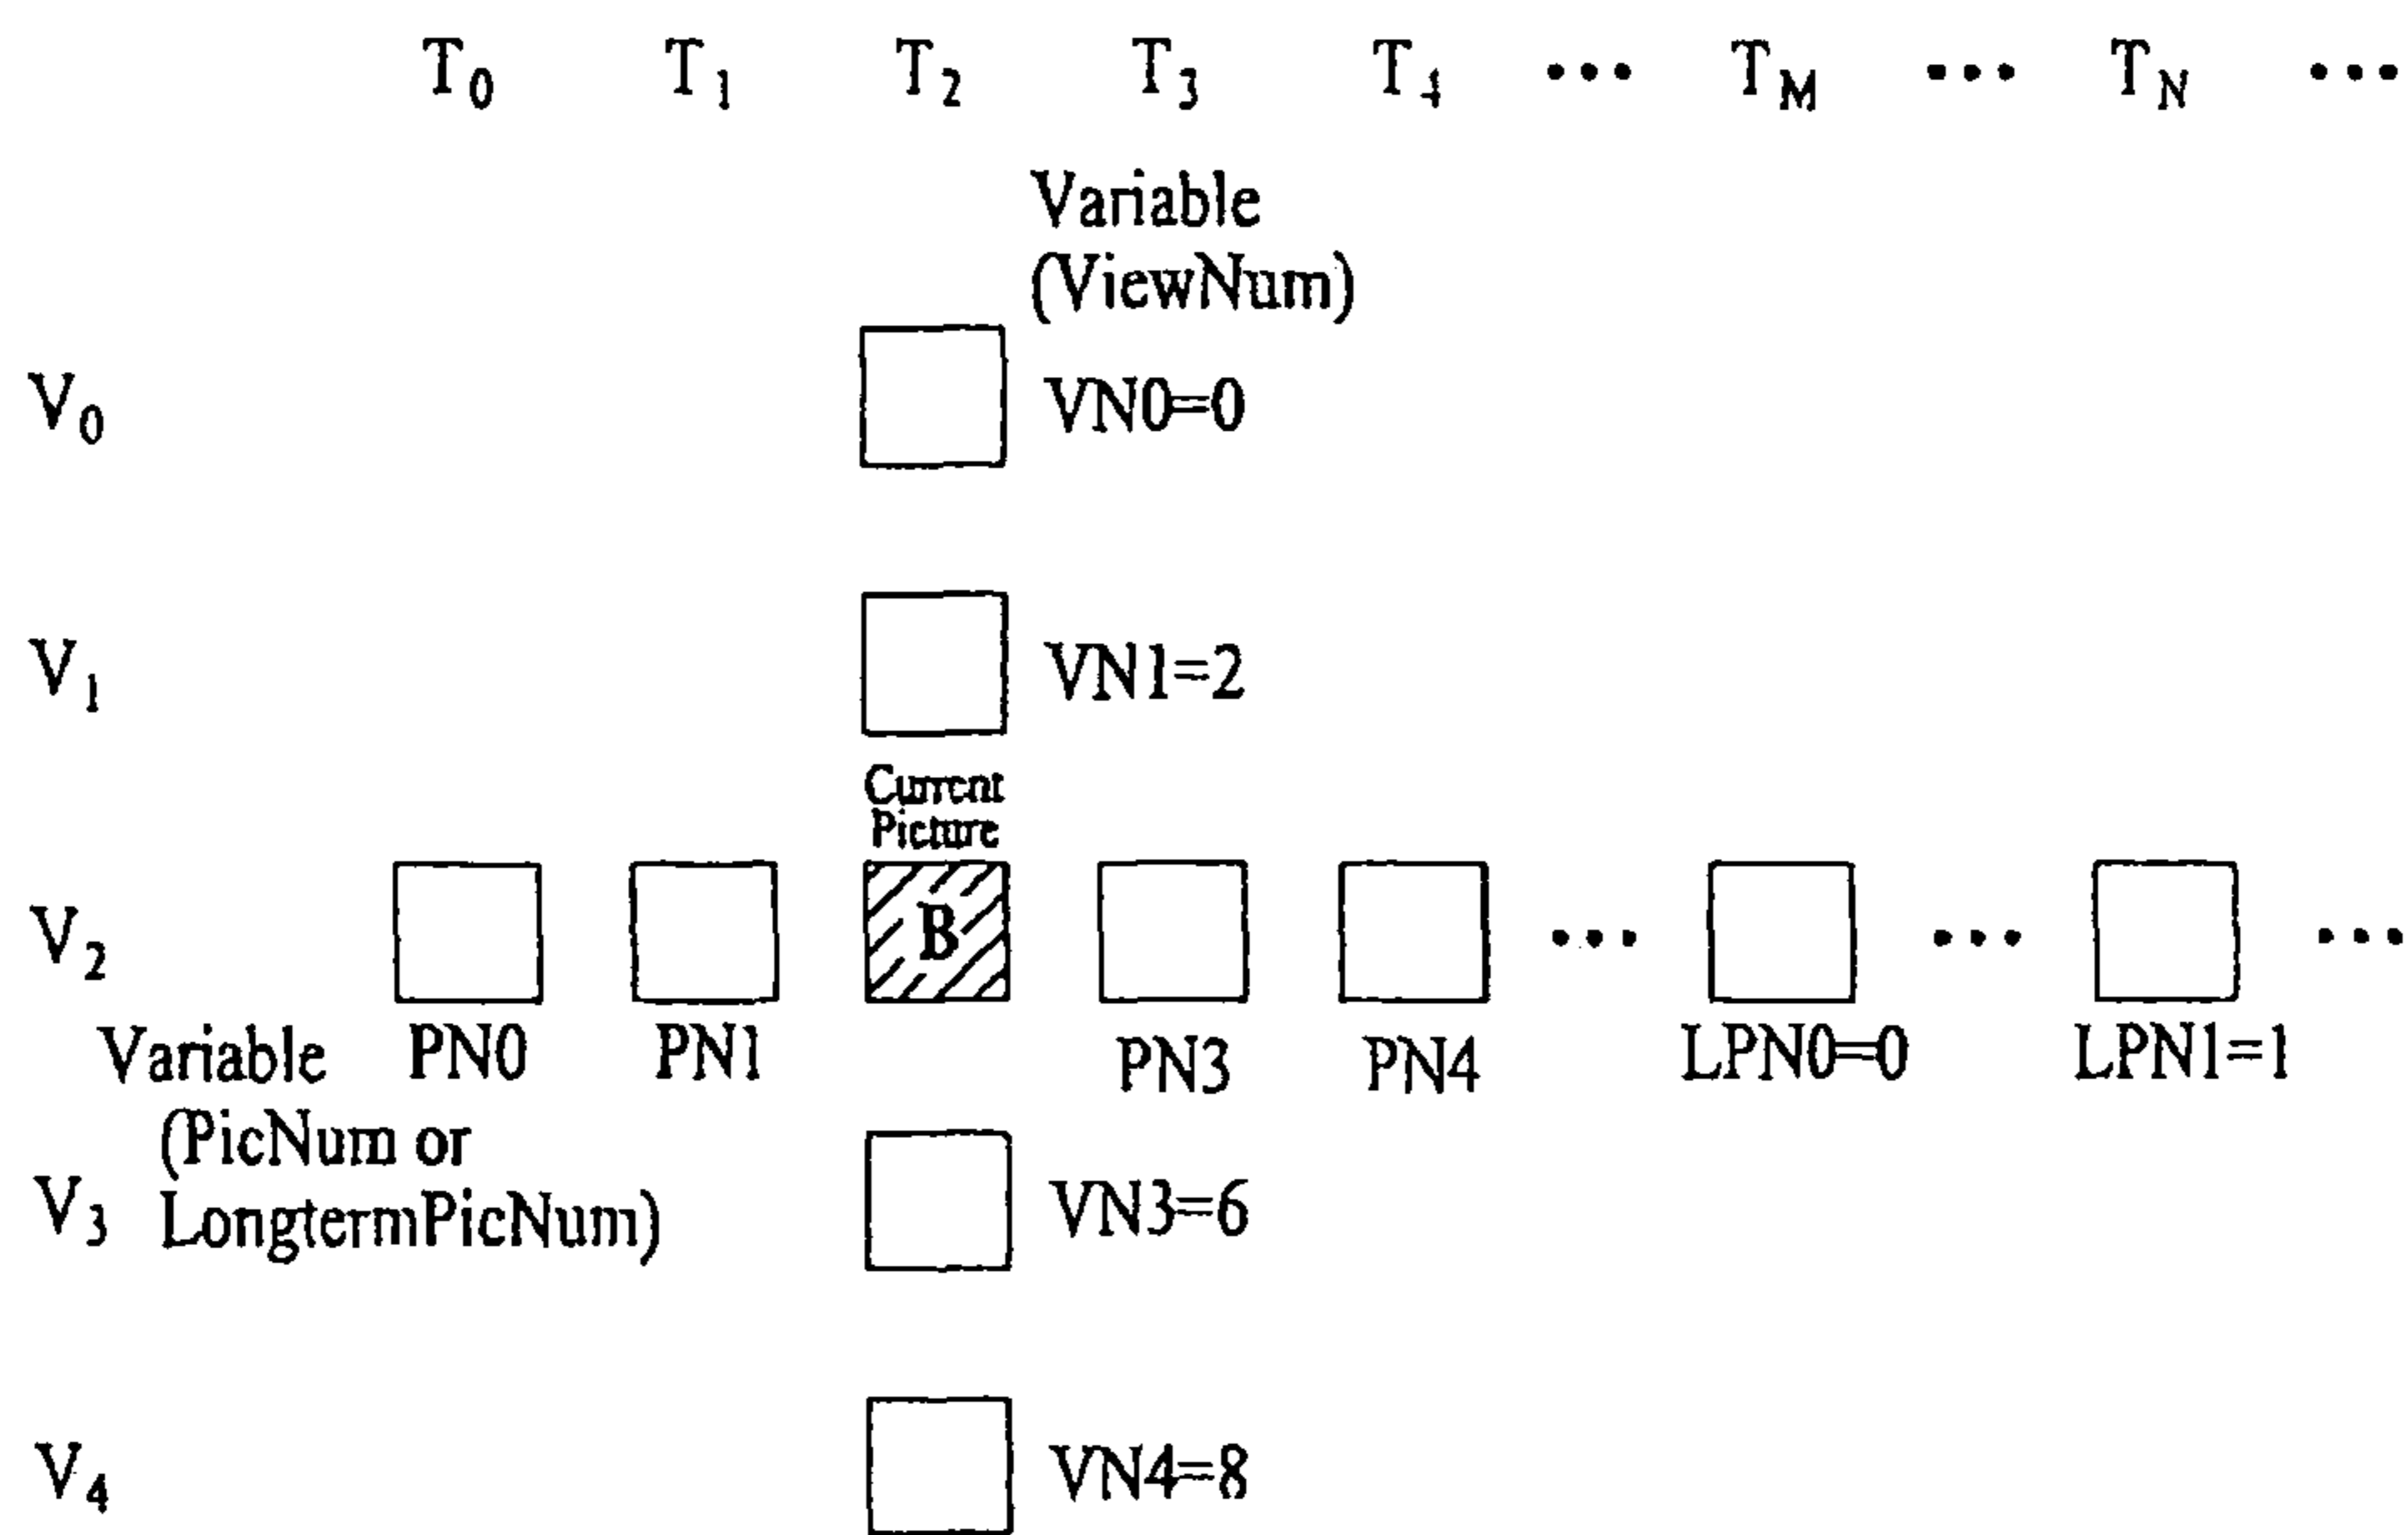 T0 T1 T2 T3 T4 ••• TM ••• TN •••
Variable
(ViewNum)
V0 VN0=0
V1 VN1=2
Current
Picture
V2 B ••• ••• •••
Variable PN0 PN1 PN3 PN4 LPN0=0 LPN1=1
(PicNum or
V3 LongtermPicNum) VN3=6
V4 VN4=8